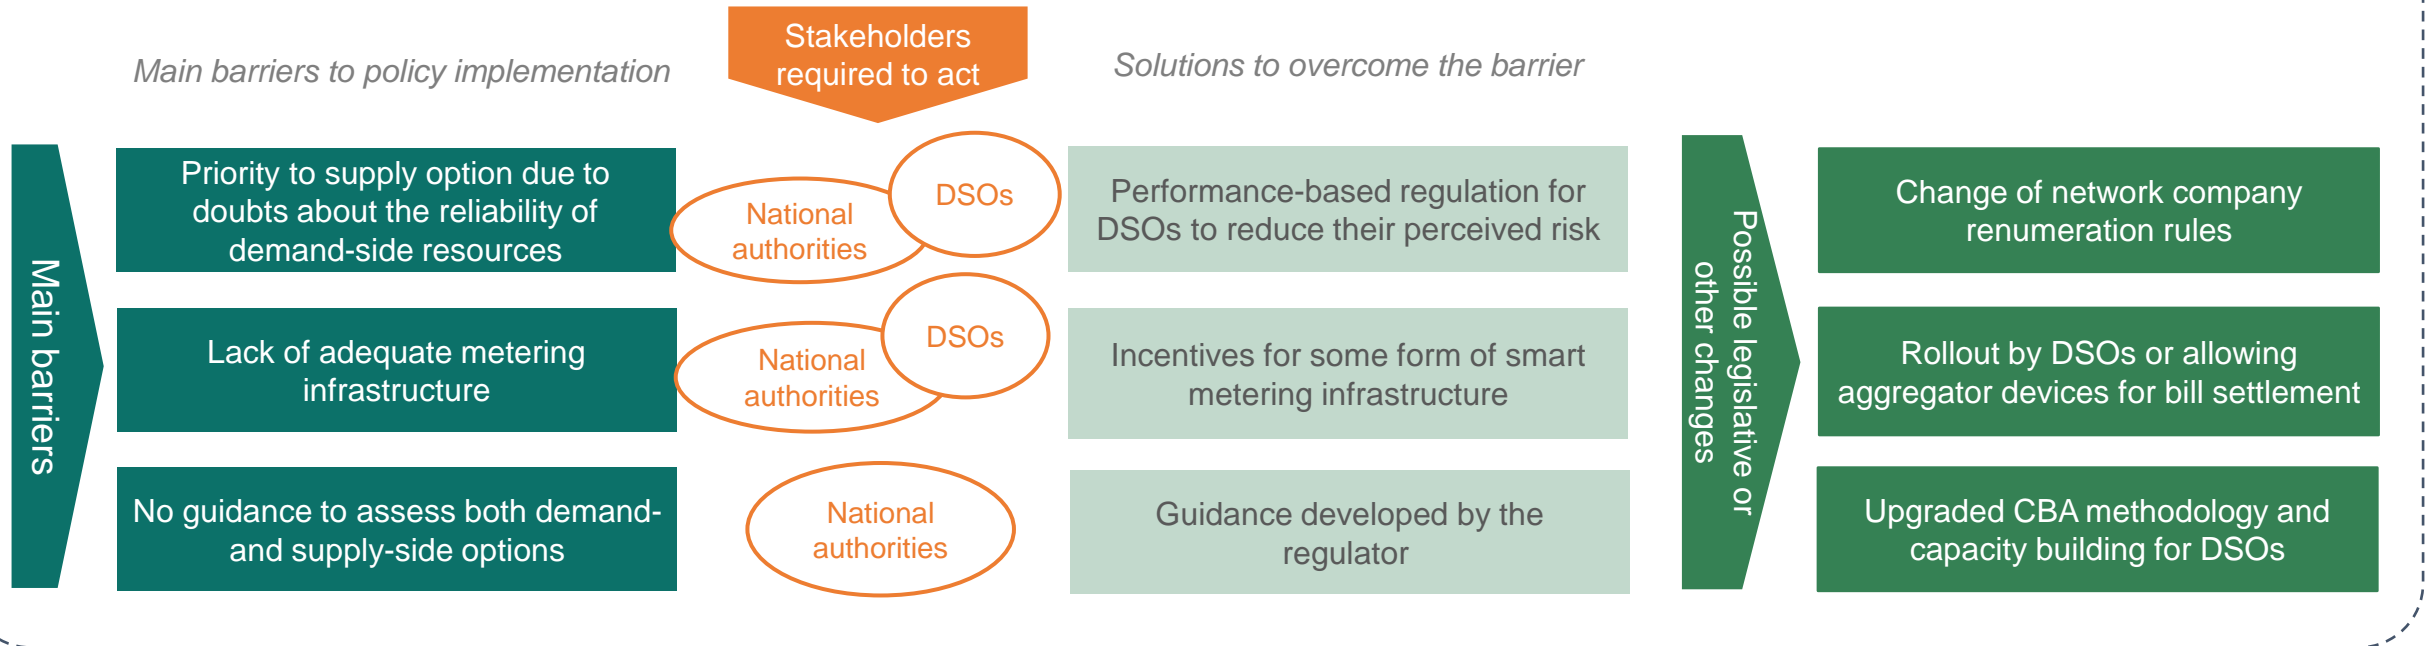 Main barriers to policy implementation
Stakeholders
required to act
Solutions to overcome the barrier
Main barriers
Priority to supply option due to
doubts about the reliability of
demand-side resources
National
authorities
DSOs
Performance-based regulation for
DSOs to reduce their perceived risk
Possible legislative or
other changes
Change of network company
renumeration rules
Lack of adequate metering
infrastructure
National
authorities
DSOs
Incentives for some form of smart
metering infrastructure
Rollout by DSOs or allowing
aggregator devices for bill settlement
No guidance to assess both demand-
and supply-side options
National
authorities
Guidance developed by the
regulator
Upgraded CBA methodology and
capacity building for DSOs